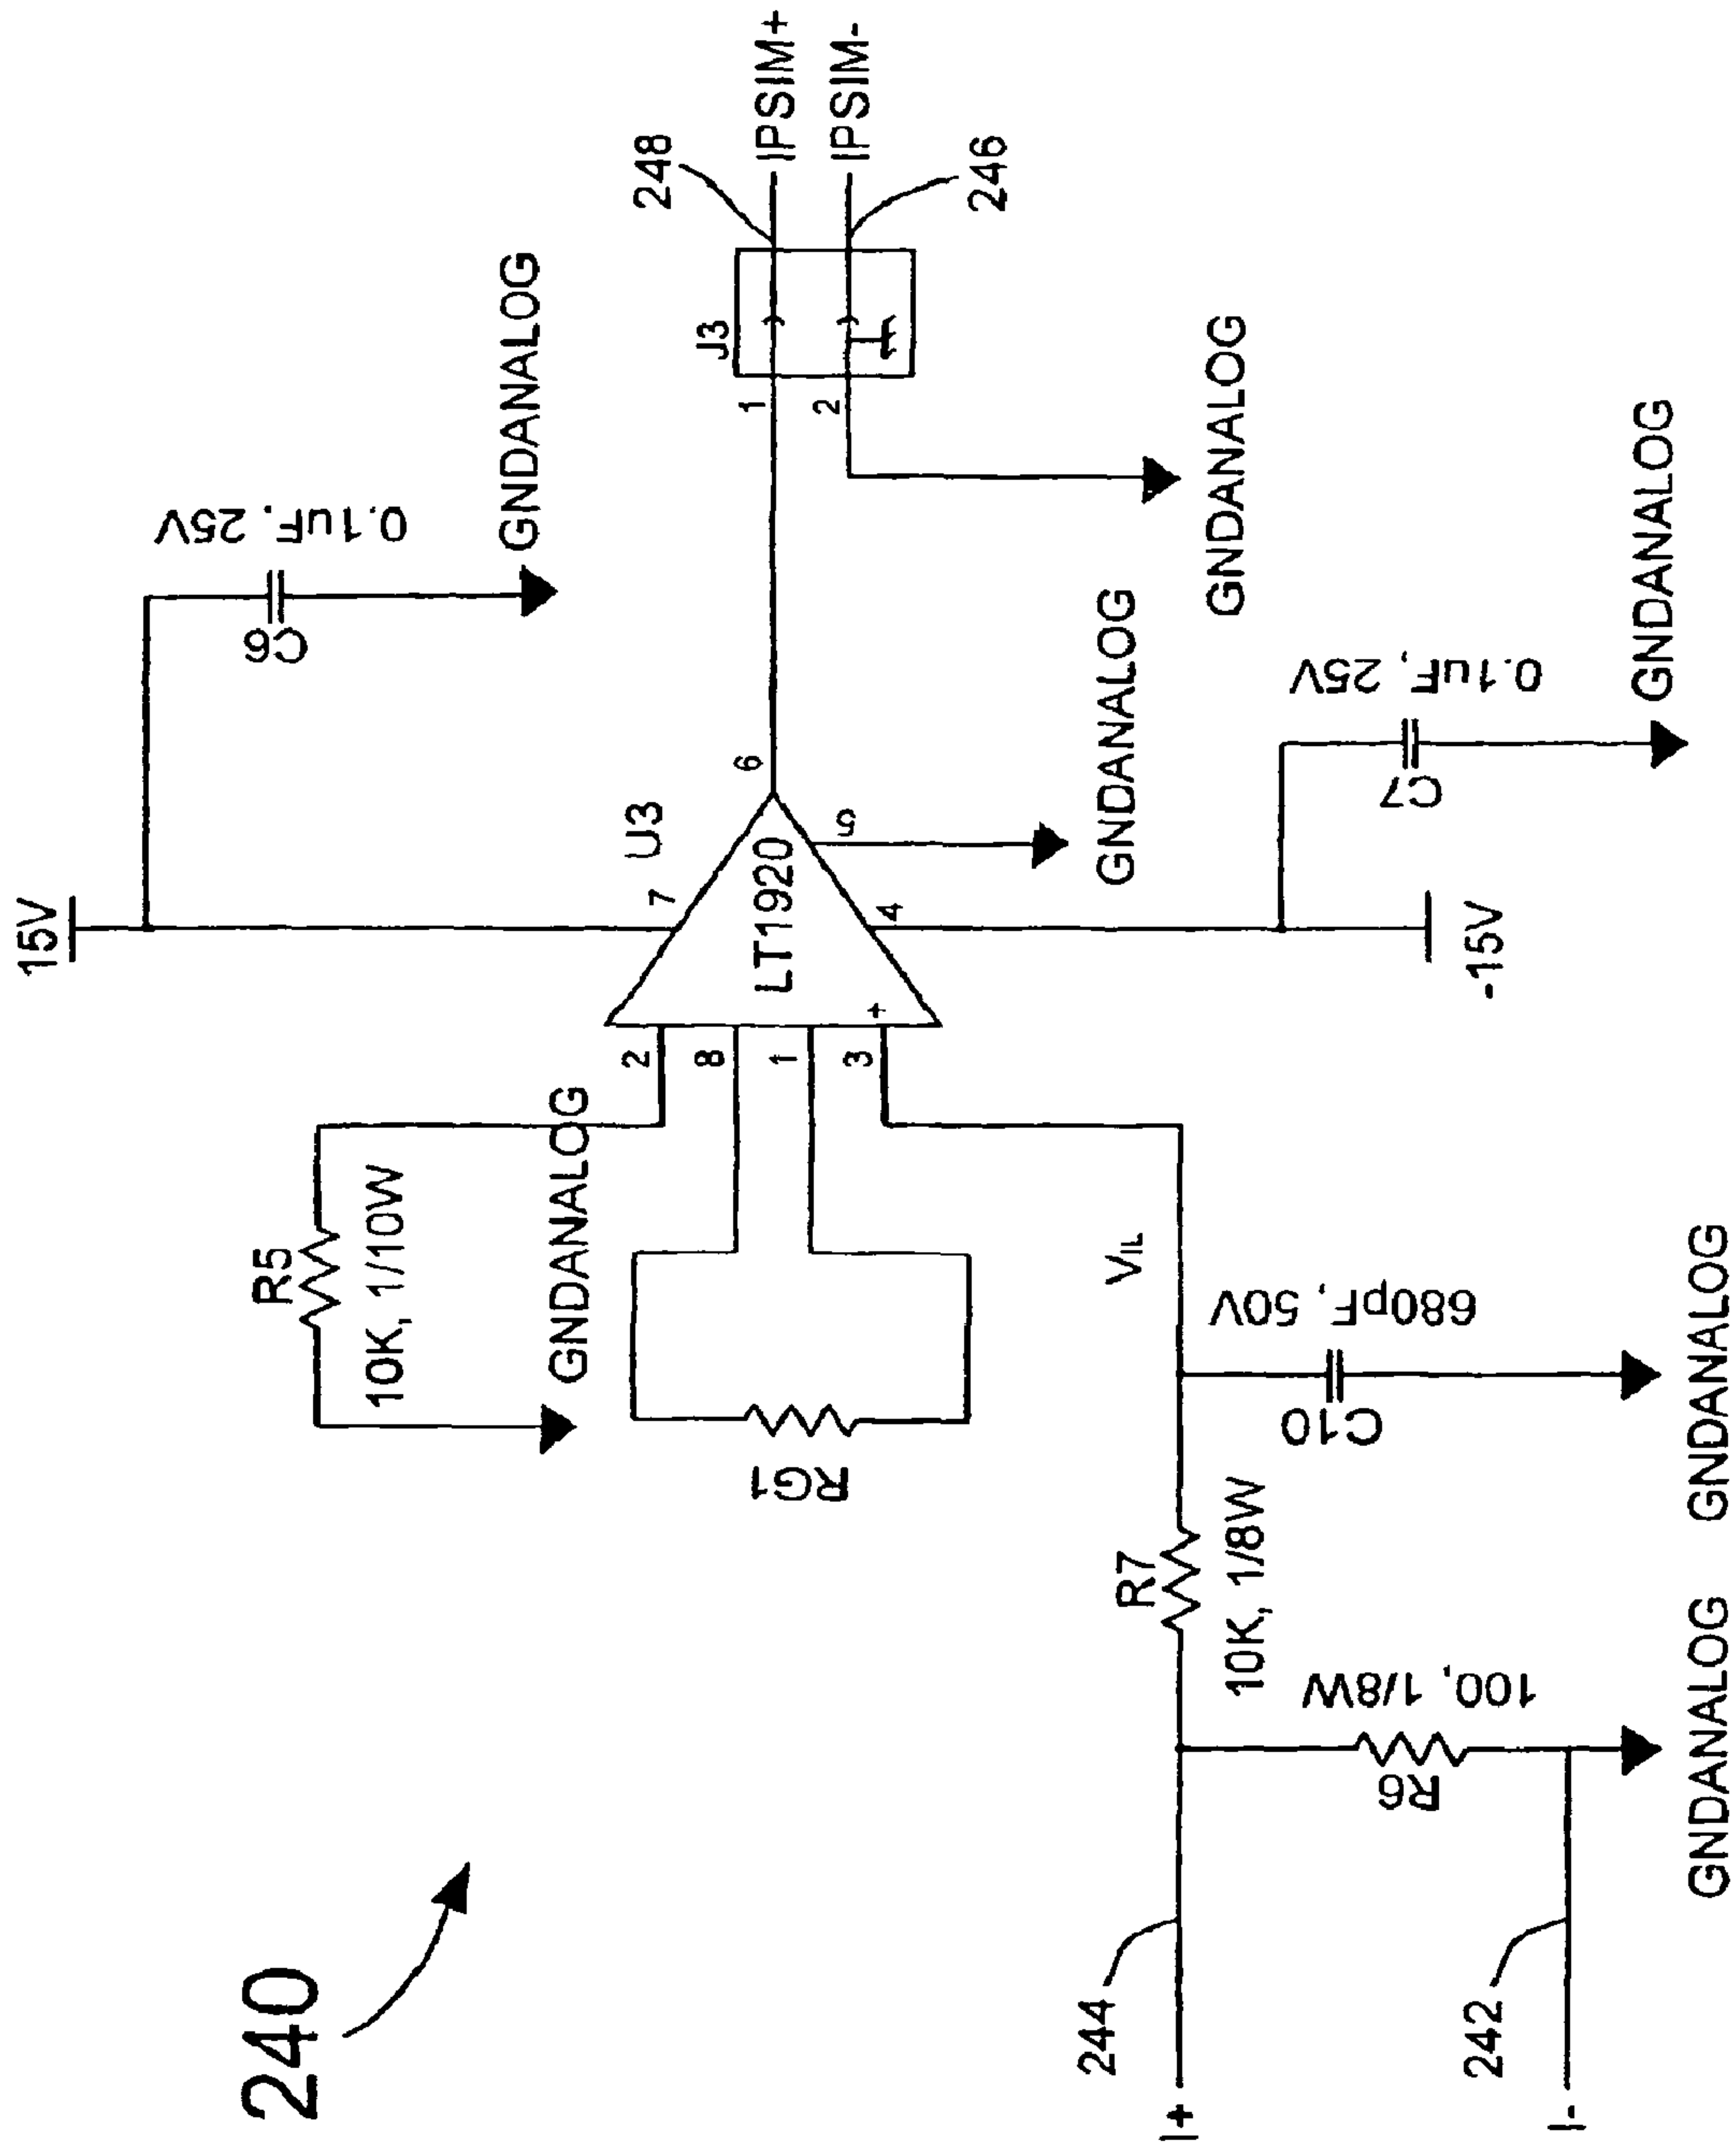 240
15V
C6
0.1uF, 25V
GNDANALOG
R5
10K, 1/10W
GNDANALOG
RG1
2
8
1
3
+
LT1920
U3
7
6
5
4
GNDANALOG
J3
1
2
248
IPSIM+
IPSIM-
246
GNDANALOG
-15V
C7
0.1uF, 25V
GNDANALOG
I+
244
R7
10K, 1/8W
VIL
C10
680pF, 50V
GNDANALOG
R6
100, 1/8W
GNDANALOG
I-
242